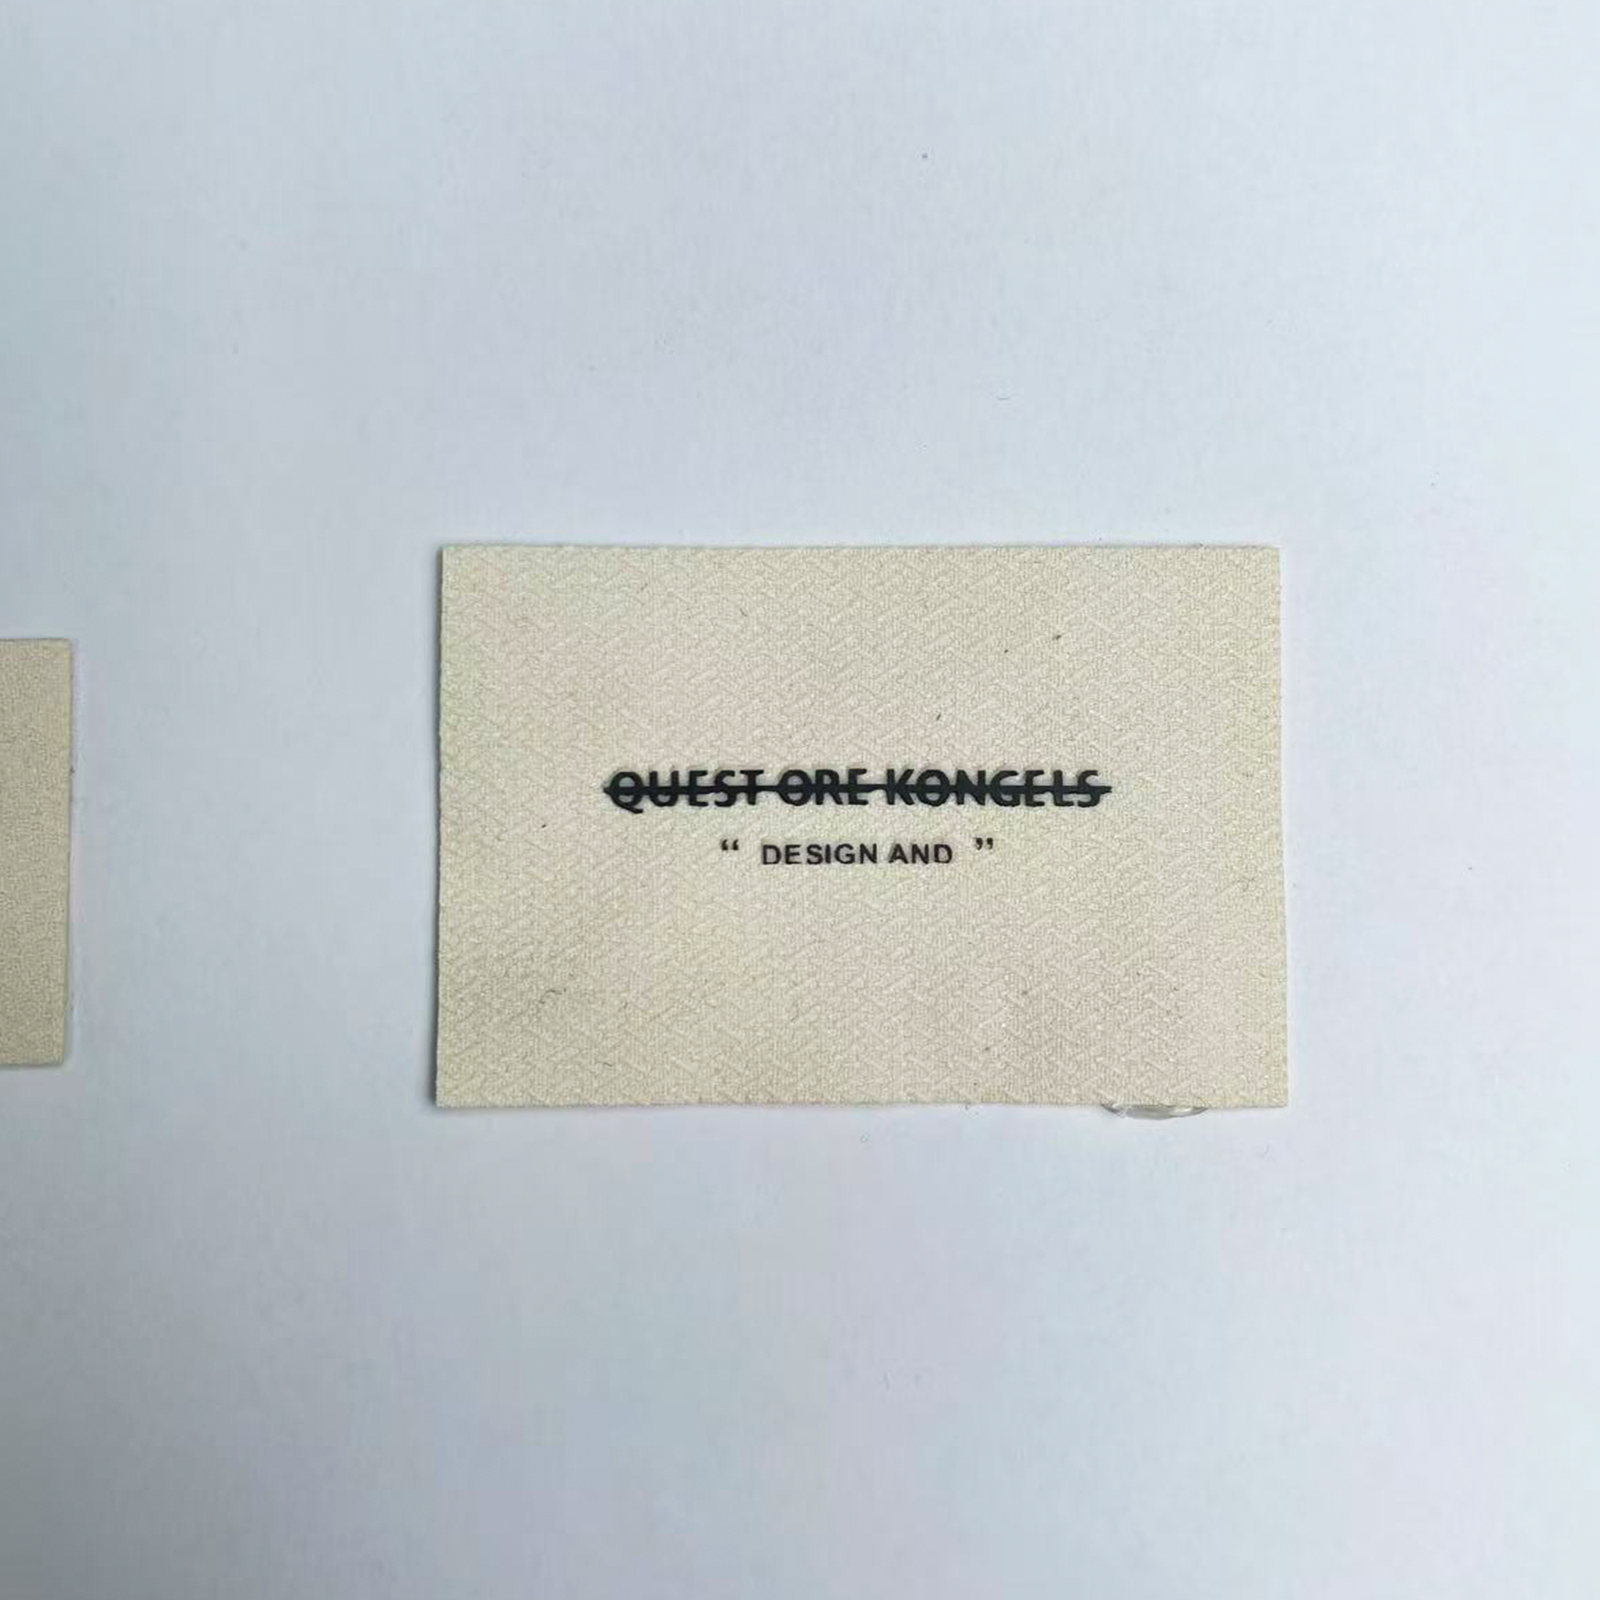 QUEST ORE KONGELS
“ DESIGN AND ”